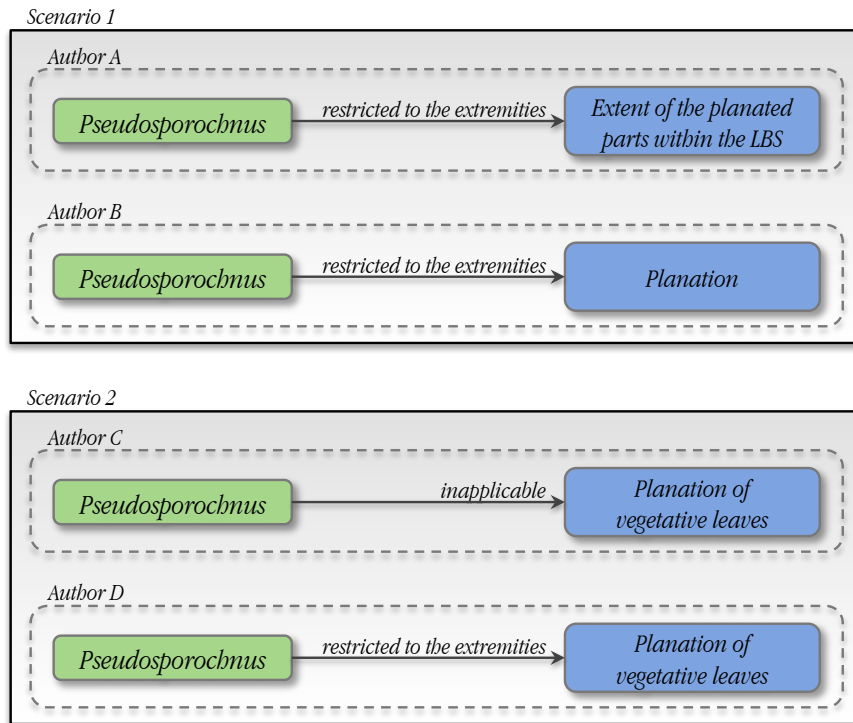 Scenario 1
Author A
Pseudosporochnus
restricted to the extremities
Extent of the planated
parts within the LBS
Author B
Pseudosporochnus
restricted to the extremities
Planation
Scenario 2
Author C
Pseudosporochnus
inapplicable
Planation of
vegetative leaves
Author D
Pseudosporochnus
restricted to the extremities
Planation of
vegetative leaves